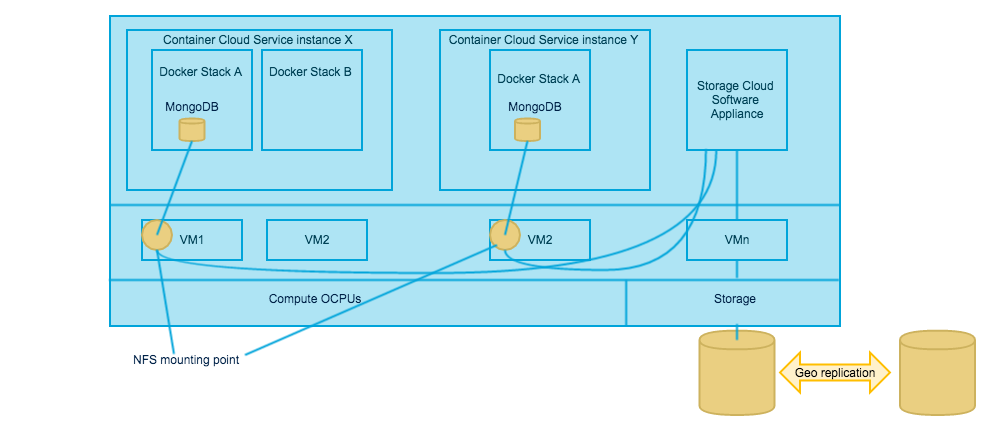 Container Cloud Service instance X
Container Cloud Service instance Y
Docker Stack A
Docker Stack B
MongoDB
Docker Stack A
MongoDB
Storage Cloud
Software
Appliance
VM1
VM2
VM2
VMn
Compute OCPUs
Storage
NFS mounting point
Geo replication